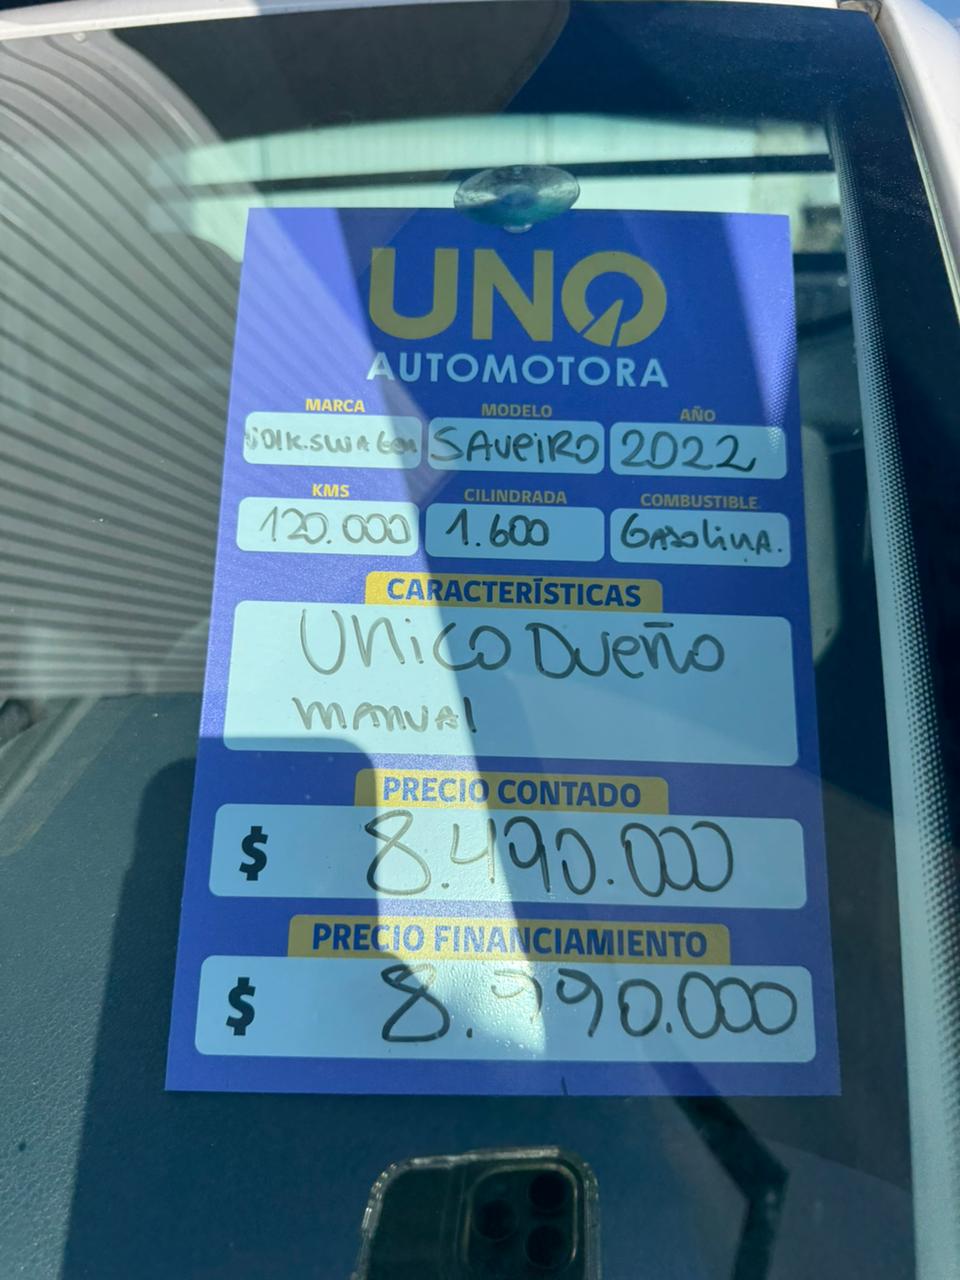 UNO
AUTOMOTORA
MARCA MODELO AÑO
SAVEIRO 2022
KMS CILINDRADA COMBUSTIBLE
120.000 1.600 GASOLINA.
CARACTERÍSTICAS
UNICO DUEÑO
MANUAL
PRECIO CONTADO
$ 8.490.000
PRECIO FINANCIAMIENTO
$